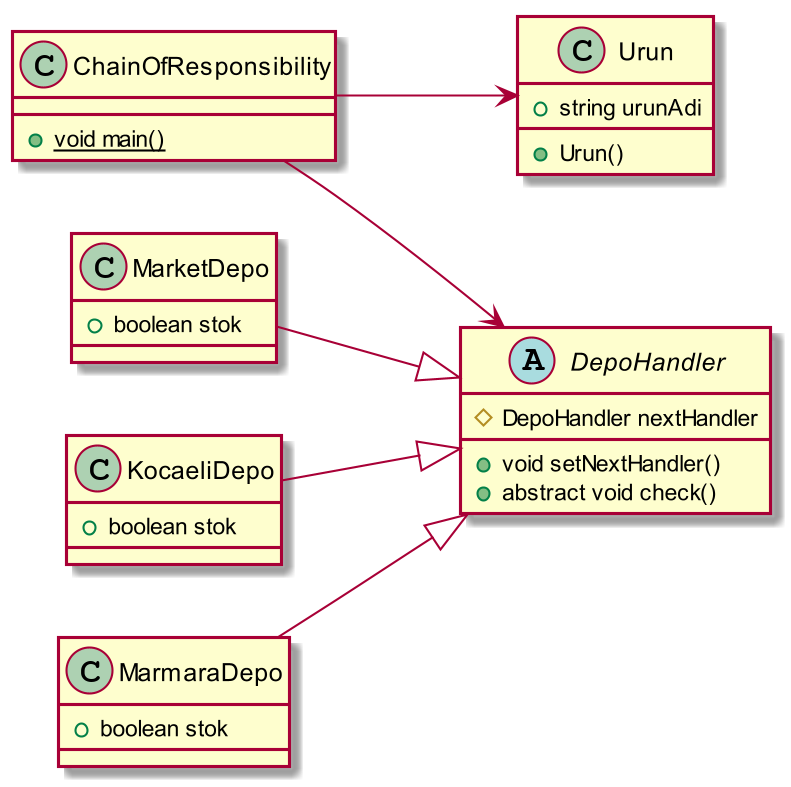 C ChainOfResponsibility
void main()
C Urun
string urunAdi
Urun()
C MarketDepo
boolean stok
A DepoHandler
DepoHandler nextHandler
void setNextHandler()
abstract void check()
C KocaeliDepo
boolean stok
C MarmaraDepo
boolean stok